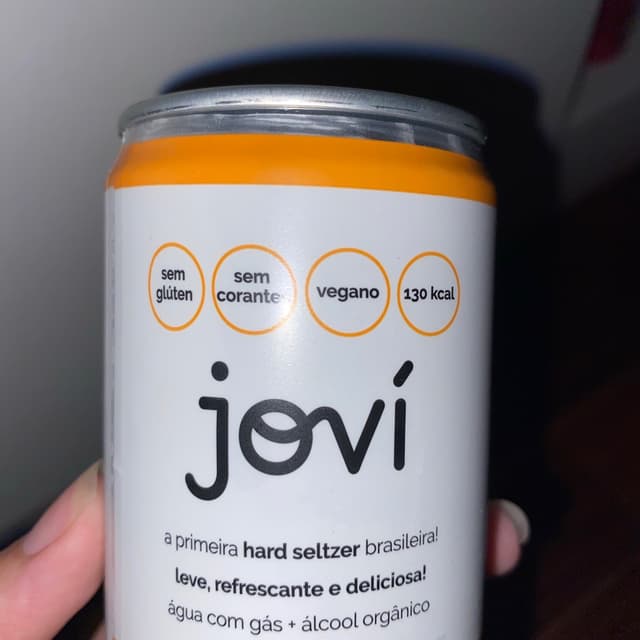 sem
glúten
sem
corantes
vegano
130 kcal
joví
a primeira hard seltzer brasileira!
leve, refrescante e deliciosa!
água com gás + álcool orgânico